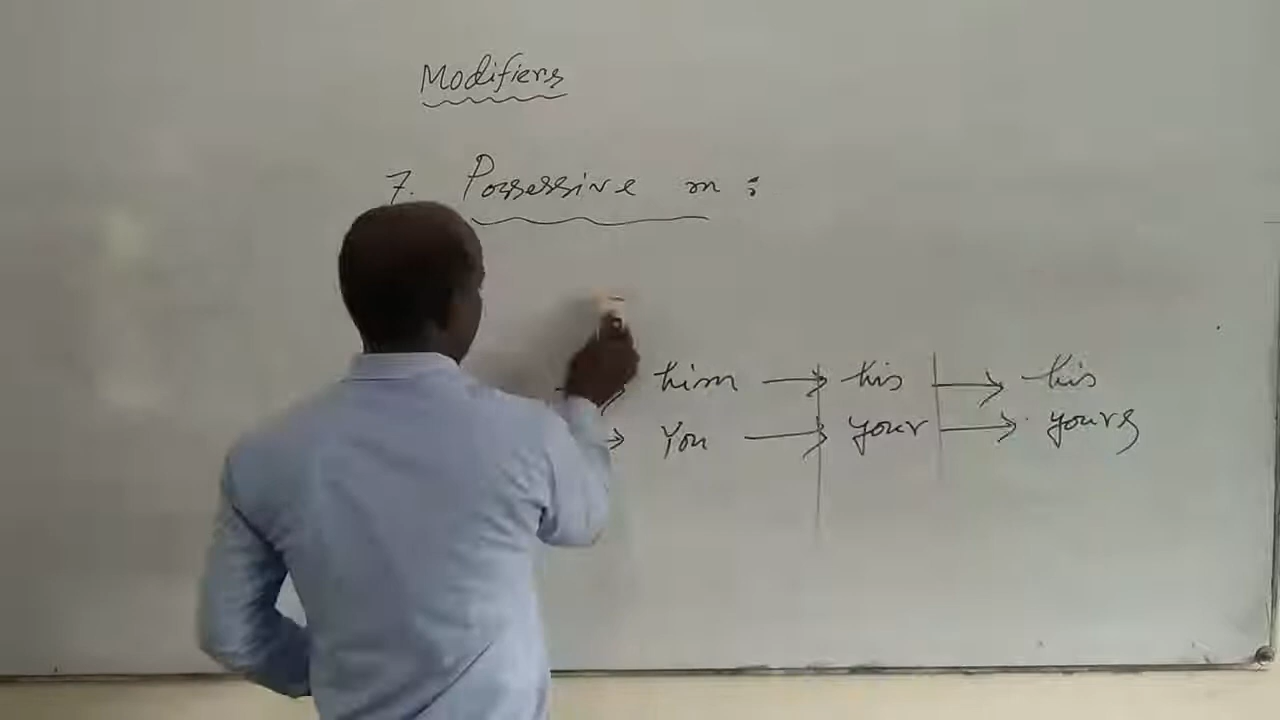 Modifiers
7. Possessive m :
him → his → his
→ You → your → yours